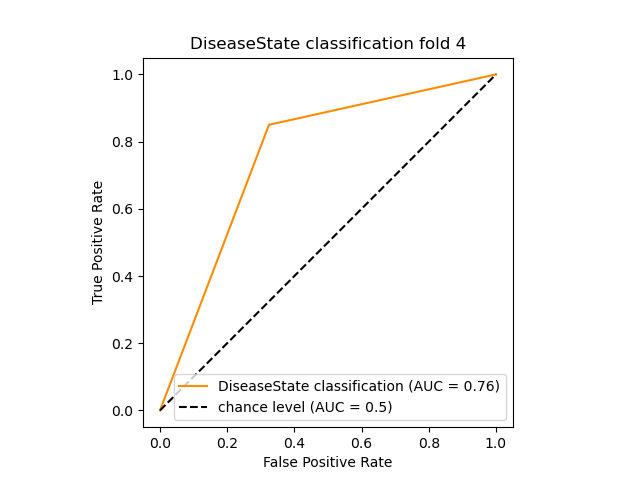 DiseaseState classification fold 4
True Positive Rate
1.0
0.8
0.6
0.4
0.2
0.0
DiseaseState classification (AUC = 0.76)
chance level (AUC = 0.5)
0.0 0.2 0.4 0.6 0.8 1.0
False Positive Rate